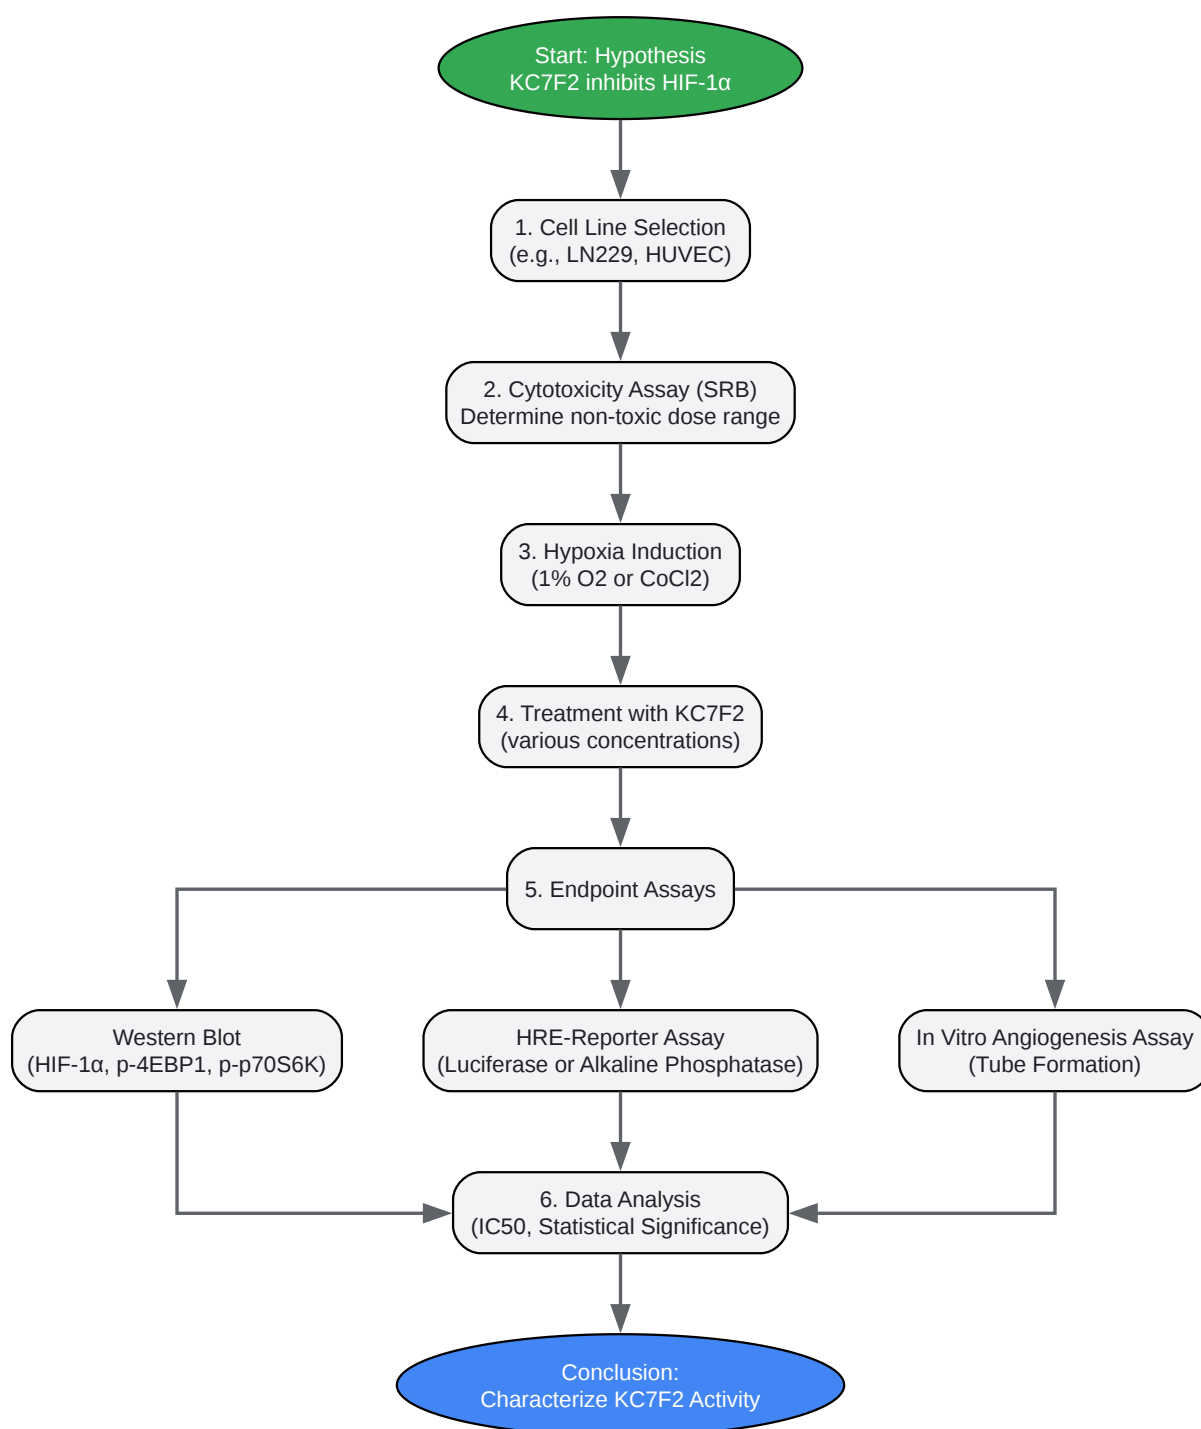 Start: Hypothesis
KC7F2 inhibits HIF-1α
1. Cell Line Selection
(e.g., LN229, HUVEC)
2. Cytotoxicity Assay (SRB)
Determine non-toxic dose range
3. Hypoxia Induction
(1% O2 or CoCl2)
4. Treatment with KC7F2
(various concentrations)
5. Endpoint Assays
Western Blot
(HIF-1α, p-4EBP1, p-p70S6K)
HRE-Reporter Assay
(Luciferase or Alkaline Phosphatase)
In Vitro Angiogenesis Assay
(Tube Formation)
6. Data Analysis
(IC50, Statistical Significance)
Conclusion:
Characterize KC7F2 Activity